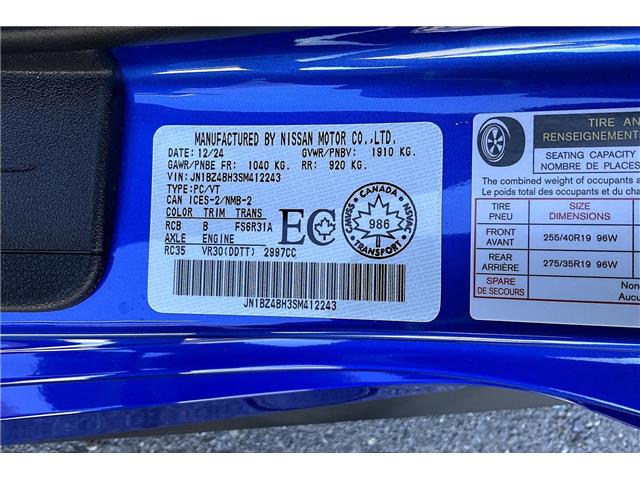 MANUFACTURED BY NISSAN MOTOR CO.,LTD.
DATE: 12/24 GVWR/PNBV: 1910 KG.
GAWR/PNBE FR: 1040 KG. RR: 920 KG.
VIN: JN1BZ4BH3SM412243
TYPE: PC/VT
CAN ICES-2/NMB-2
COLOR TRIM TRANS
RCB B FS6R31A
AXLE ENGINE
RC35 VR30(DDTT) 2997CC
EC
CANADA
CMVSS
NSVAC
986
TRANSPORT
JN1BZ4BH3SM412243
TIRE AN
RENSEIGNEMENT
SEATING CAPACITY
NOMBRE DE PLACES
The combined weight of occupants a
Le poids total des occupants et du cha
TIRE SIZE
PNEU DIMENSIONS
FRONT
AVANT 255/40R19 96W
REAR
ARRIÈRE 275/35R19 96W
SPARE Non
DE SECOURS Aucu